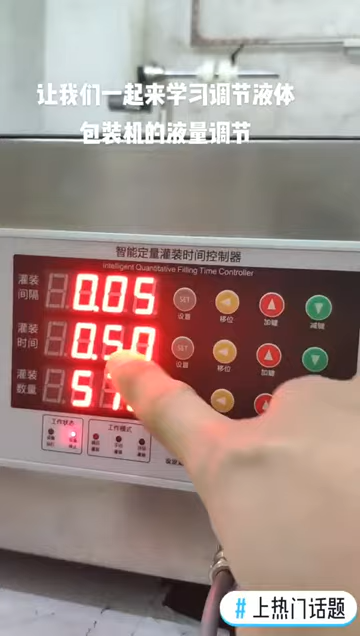 让我们一起来学习调节液体
包装机的液量调节
智能定量灌装时间控制器
Intelligent Quantitative Filling Time Controller
灌装间隔 0.05 SET 设置 移位 加键 减键
灌装时间 0.50 SET 设置 移位 加键
灌装数量 5
工作状态 工作模式
# 上热门话题